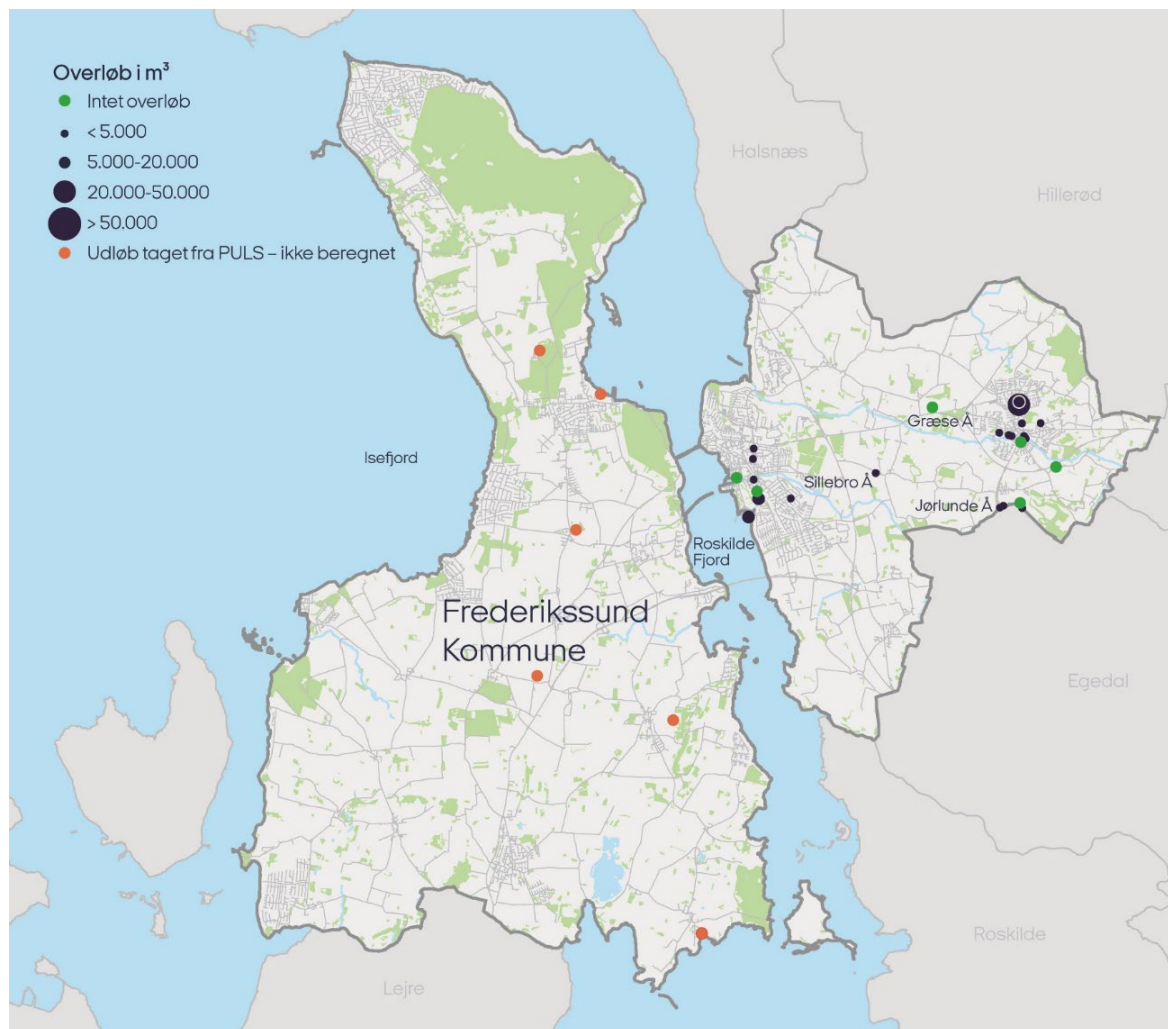 Overløb i m³
Intet overløb
< 5.000
5.000-20.000
20.000-50.000
> 50.000
Udløb taget fra PULS – ikke beregnet
Halsnæs
Hillerød
Græse Å
Isefjord
Sillebro Å
Jørlunde Å
Roskilde
Fjord
Frederikssund
Kommune
Egedal
Roskilde
Lejre